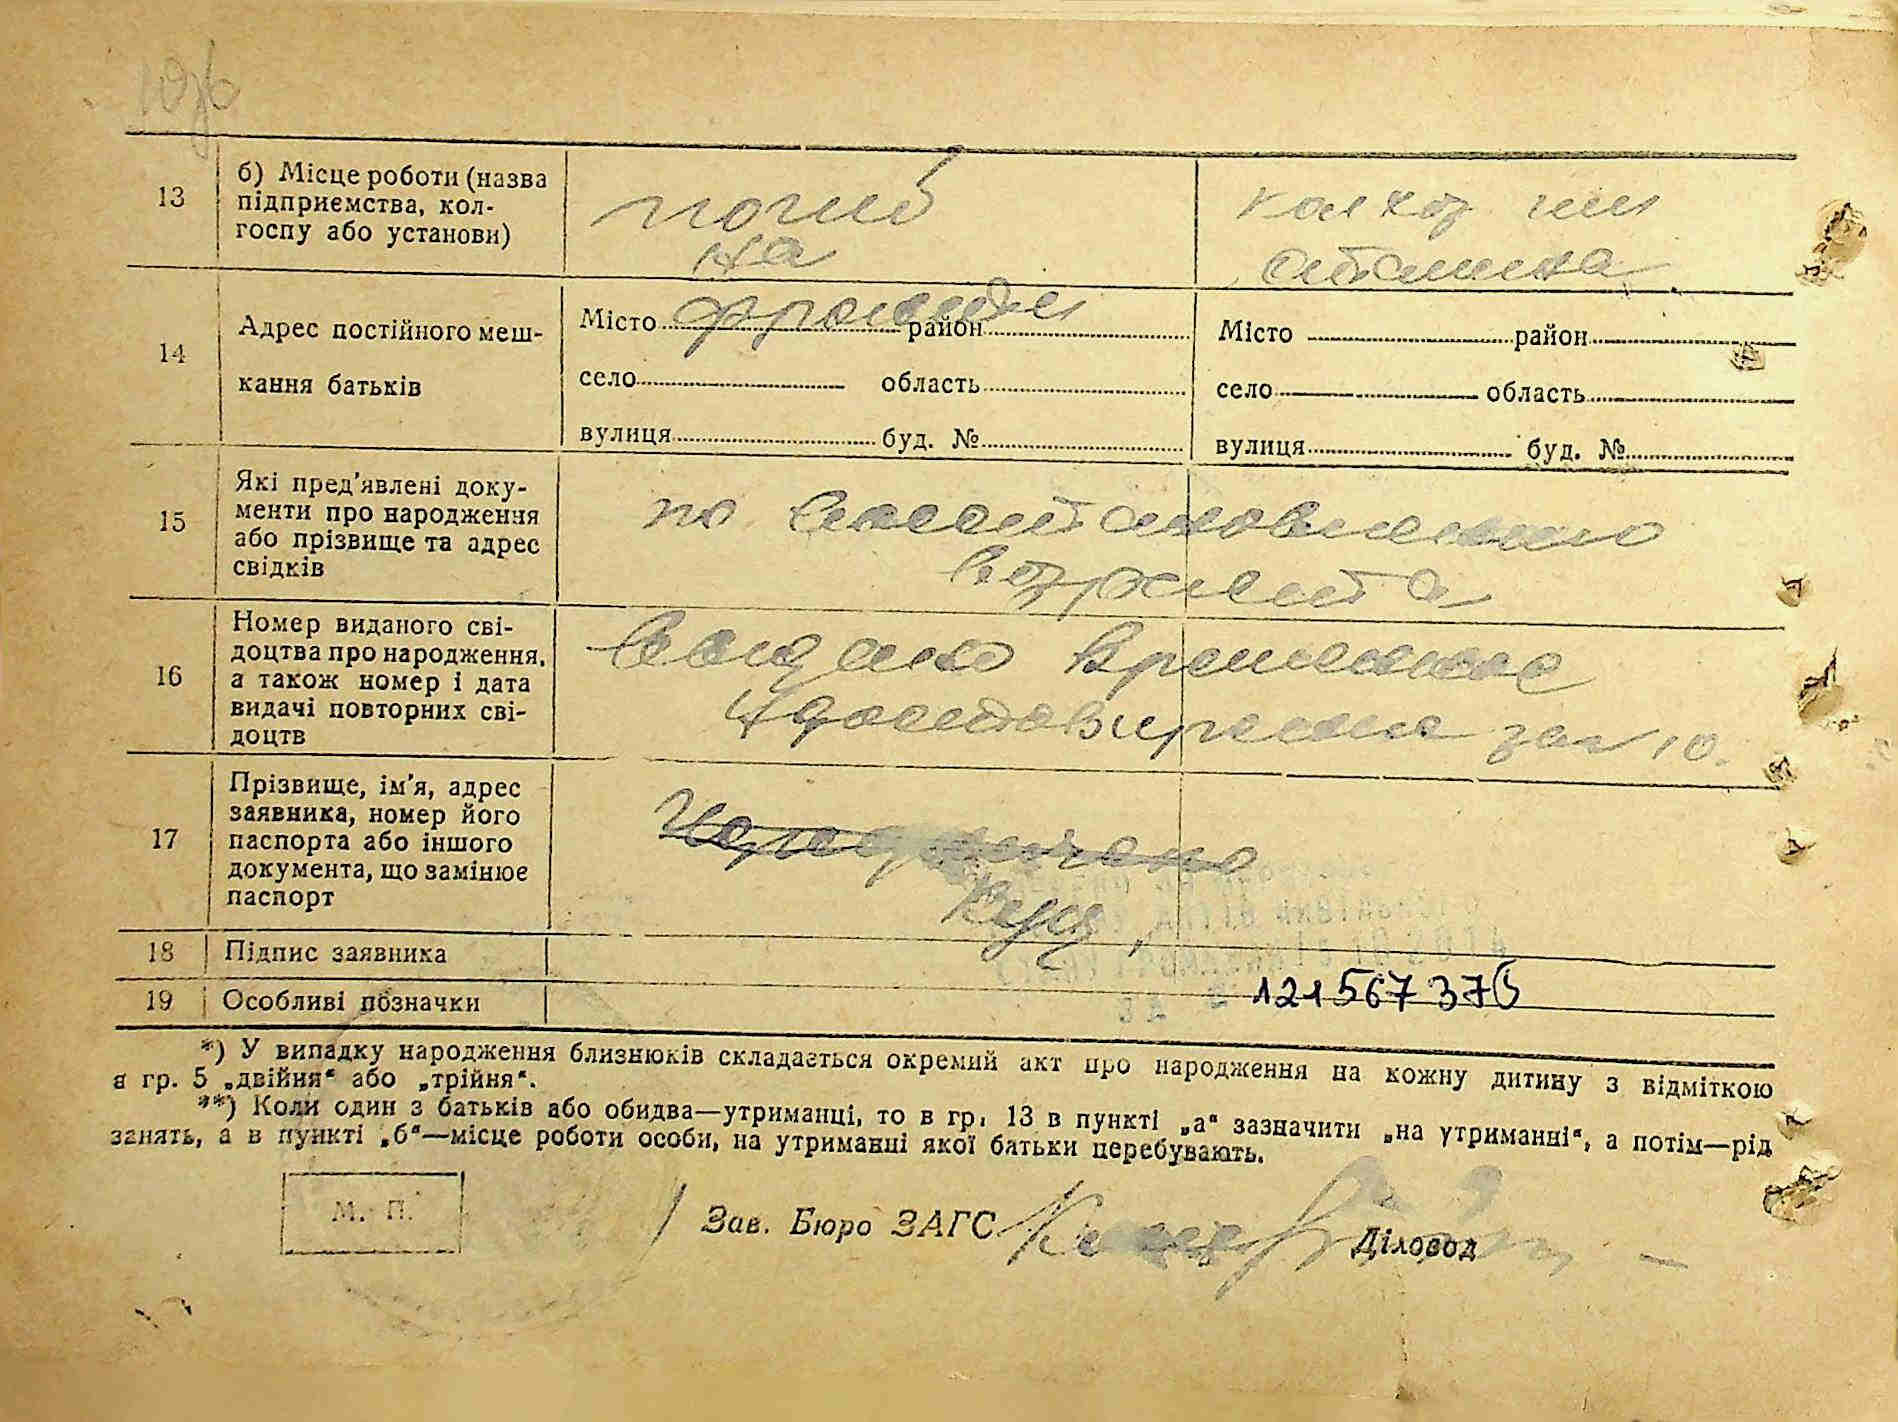 13
б) Місце роботи (назва
підприємства, кол-
госпу або установи)
погиб
на
фронте
колхоз им
Сталина
14
Адрес постійного меш-
кання батьків
Місто район
село область
вулиця буд. №
Місто район
село область
вулиця буд. №
15
Які пред'явлені доку-
менти про народження
або прізвище та адрес
свідків
по восстановлению
возраста
16
Номер виданого сві-
доцтва про народження,
а також номер і дата
видачі повторних сві-
доцтв
видано временное
10.
17
Прізвище, ім'я, адрес
заявника, номер його
паспорта або іншого
документа, що замінює
паспорт
18
Підпис заявника
19
Особливі позначки
121567376
*) У випадку народження близнюків складається окремий акт про народження на кожну дитину з відміткою
в гр. 5 „двійня“ або „трійня“.
**) Коли один з батьків або обидва—утриманці, то в гр. 13 в пункті „а“ зазначити „на утриманні“, а потім—рід
занять, а в пункті „б“—місце роботи особи, на утриманні якої батьки перебувають.
М. П.
Зав. Бюро ЗАГС
Діловод